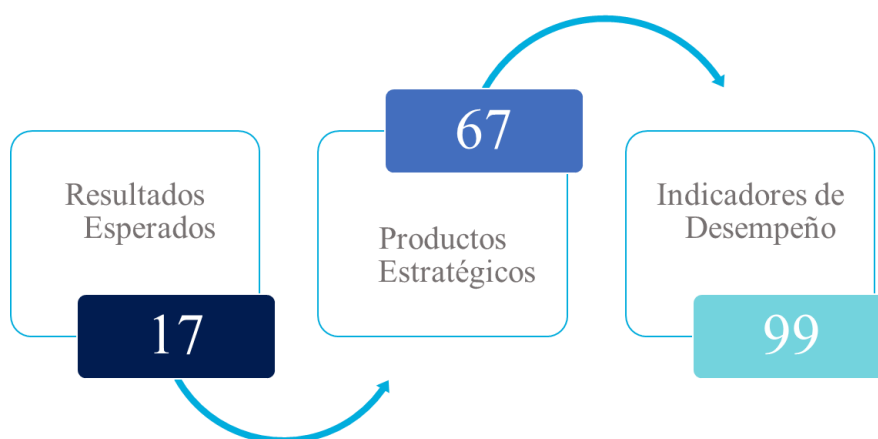 Resultados
Esperados
17
67
Productos
Estratégicos
Indicadores de
Desempeño
99